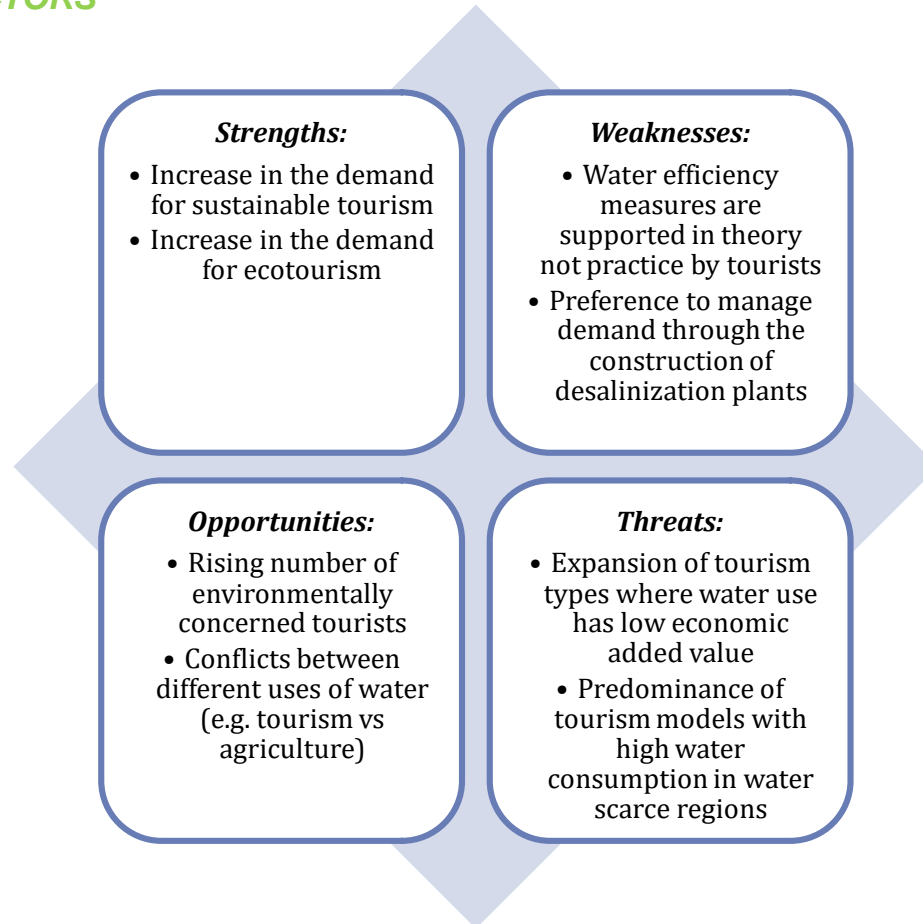 Strengths:
• Increase in the demand
for sustainable tourism
• Increase in the demand
for ecotourism
Weaknesses:
• Water efficiency
measures are
supported in theory
not practice by tourists
• Preference to manage
demand through the
construction of
desalinization plants
Opportunities:
• Rising number of
environmentally
concerned tourists
• Conflicts between
different uses of water
(e.g. tourism vs
agriculture)
Threats:
• Expansion of tourism
types where water use
has low economic
added value
• Predominance of
tourism models with
high water
consumption in water
scarce regions